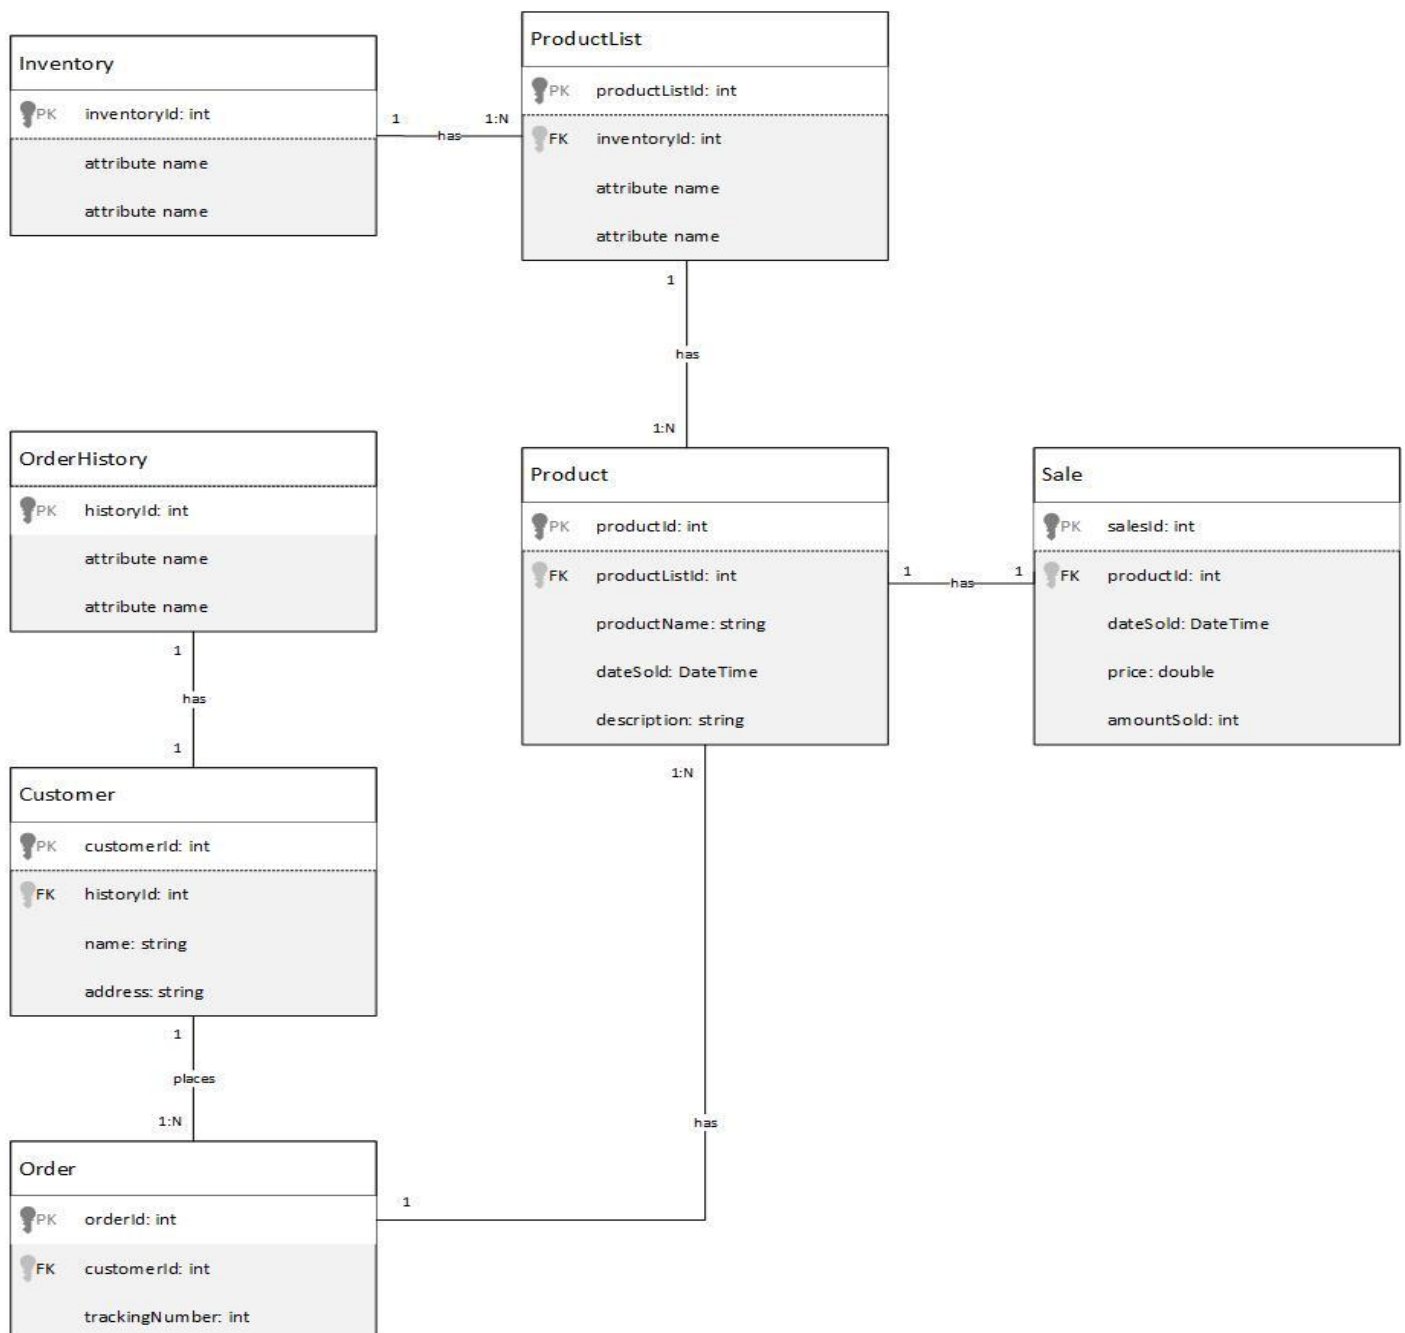 Inventory
PK inventoryId: int
attribute name
attribute name
1 has 1:N
ProductList
PK productListId: int
FK inventoryId: int
attribute name
attribute name
1
has
1:N
OrderHistory
PK historyId: int
attribute name
attribute name
1
has
1
Product
PK productId: int
FK productListId: int
productName: string
dateSold: DateTime
description: string
1 has 1
Sale
PK salesId: int
FK productId: int
dateSold: DateTime
price: double
amountSold: int
1:N
has
1
Customer
PK customerId: int
FK historyId: int
name: string
address: string
1
places
1:N
Order
PK orderId: int
FK customerId: int
trackingNumber: int